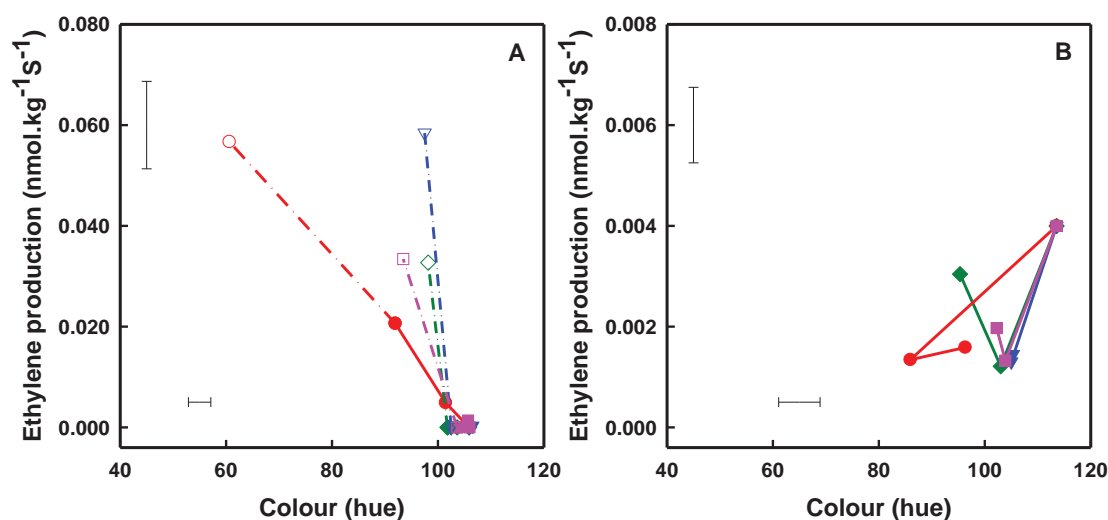 A
Ethylene production (nmol.kg-1S-1)
0.080
0.060
0.040
0.020
0.000
40 60 80 100 120
Colour (hue)
B
Ethylene production (nmol.kg-1S-1)
0.008
0.006
0.004
0.002
0.000
40 60 80 100 120
Colour (hue)